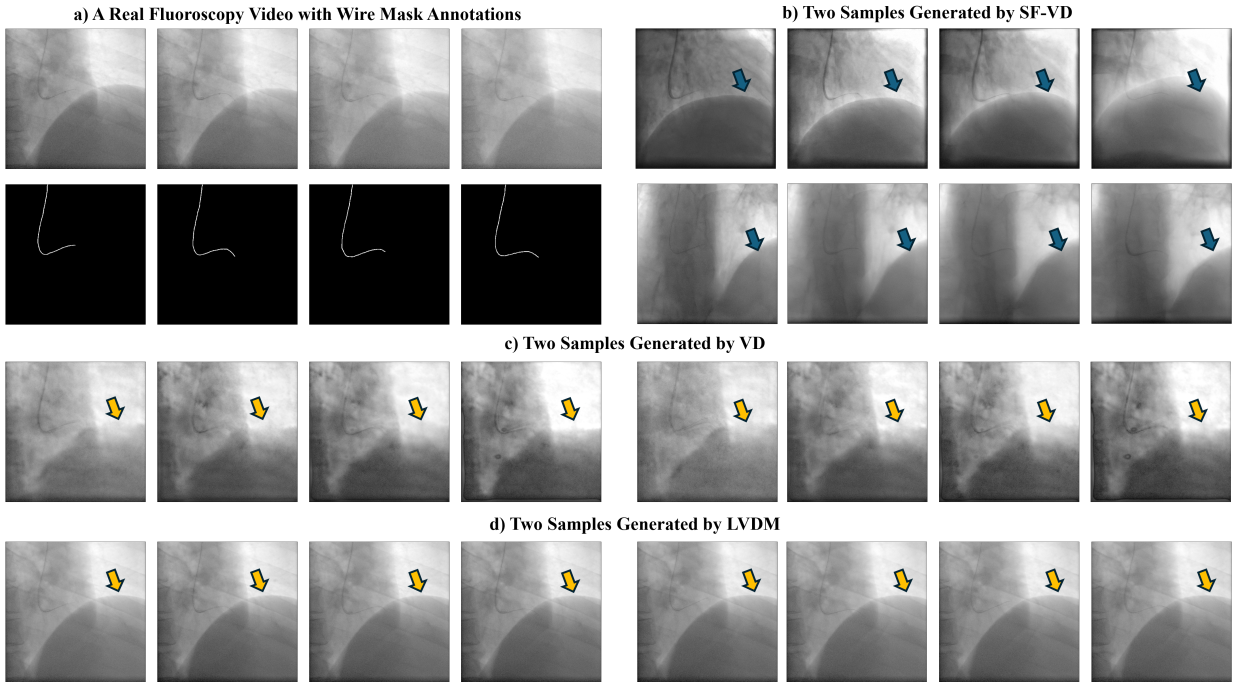 a) A Real Fluoroscopy Video with Wire Mask Annotations
b) Two Samples Generated by SF-VD
c) Two Samples Generated by VD
d) Two Samples Generated by LVDM